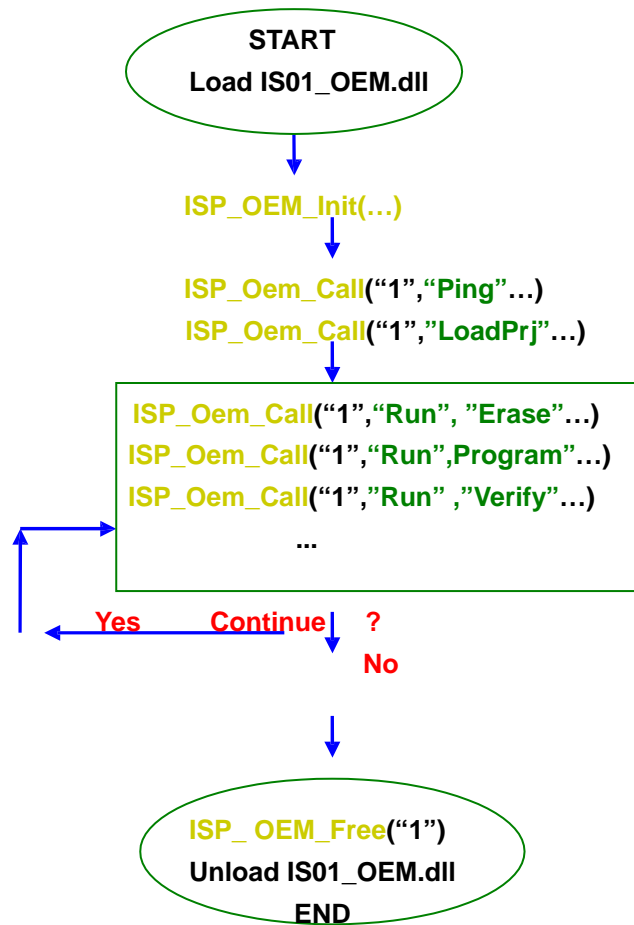 START
Load IS01_OEM.dll
ISP_OEM_Init(…)
ISP_Oem_Call(“1”,“Ping”…)
ISP_Oem_Call(“1”,”LoadPrj”…)
ISP_Oem_Call(“1”,“Run”, ”Erase”…)
ISP_Oem_Call(“1”,“Run”,Program”…)
ISP_Oem_Call(“1”,”Run” ,”Verify”…)
...
Yes Continue ?
No
ISP_ OEM_Free(“1”)
Unload IS01_OEM.dll
END